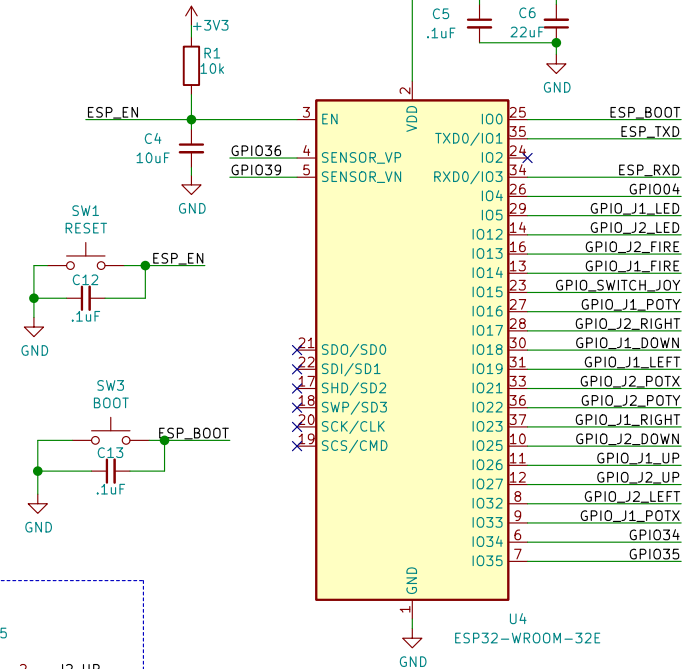 C5
.1uF
C6
22uF
GND
+3V3
R1
10k
ESP_EN
C4
10uF
GND
GPIO36
GPIO39
SW1
RESET
ESP_EN
C12
.1uF
GND
SW3
BOOT
ESP_BOOT
C13
.1uF
GND
2
VDD
3 EN
4 SENSOR_VP
5 SENSOR_VN
21 SDO/SD0
22 SDI/SD1
17 SHD/SD2
18 SWP/SD3
20 SCK/CLK
19 SCS/CMD
IO0 25 ESP_BOOT
TXD0/IO1 35 ESP_TXD
IO2 24
RXD0/IO3 34 ESP_RXD
IO4 26 GPIO04
IO5 29 GPIO_J1_LED
IO12 14 GPIO_J2_LED
IO13 16 GPIO_J2_FIRE
IO14 13 GPIO_J1_FIRE
IO15 23 GPIO_SWITCH_JOY
IO16 27 GPIO_J1_POTY
IO17 28 GPIO_J2_RIGHT
IO18 30 GPIO_J1_DOWN
IO19 31 GPIO_J1_LEFT
IO21 33 GPIO_J2_POTX
IO22 36 GPIO_J2_POTY
IO23 37 GPIO_J1_RIGHT
IO25 10 GPIO_J2_DOWN
IO26 11 GPIO_J1_UP
IO27 12 GPIO_J2_UP
IO32 8 GPIO_J2_LEFT
IO33 9 GPIO_J1_POTX
IO34 6 GPIO34
IO35 7 GPIO35
GND
1
U4
ESP32-WROOM-32E
GND
5